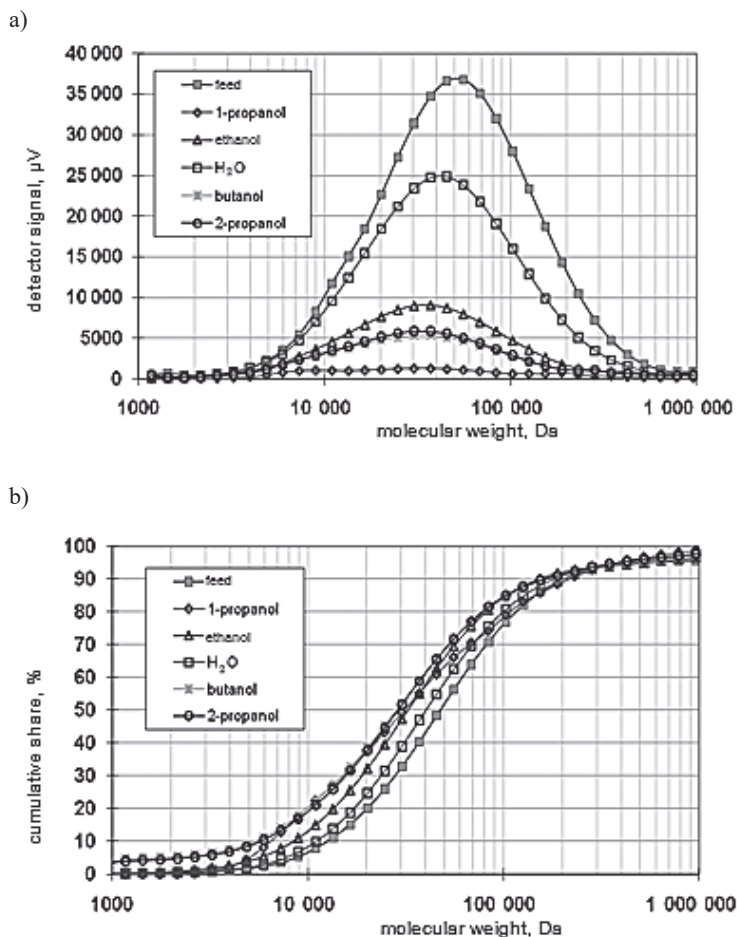 a)
40 000
35 000
30 000
25 000
20 000
15 000
10 000
5000
0
detector signal, µV
feed
1-propanol
ethanol
H₂O
butanol
2-propanol
1000
10 000
100 000
1 000 000
molecular weight, Da
b)
100
90
80
70
60
50
40
30
20
10
0
cumulative share, %
feed
1-propanol
ethanol
H₂O
butanol
2-propanol
1000
10 000
100 000
1 000 000
molecular weight, Da